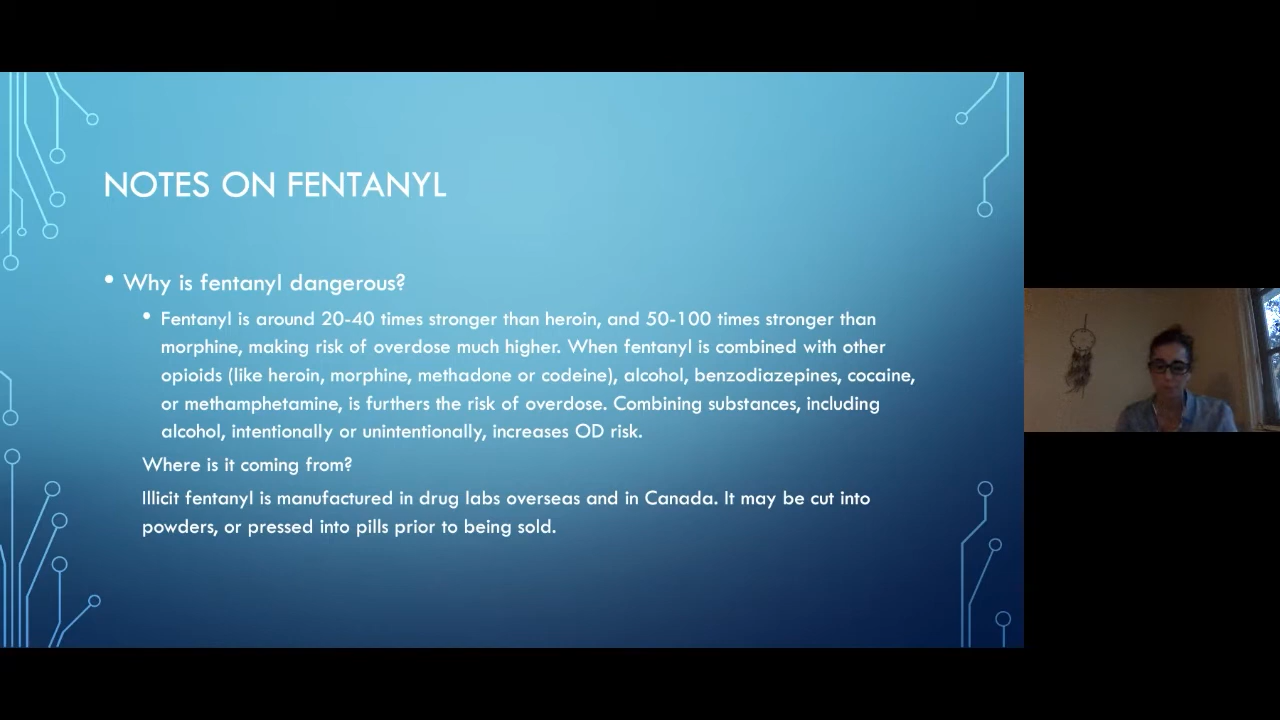 NOTES ON FENTANYL
• Why is fentanyl dangerous?
• Fentanyl is around 20-40 times stronger than heroin, and 50-100 times stronger than
morphine, making risk of overdose much higher. When fentanyl is combined with other
opioids (like heroin, morphine, methadone or codeine), alcohol, benzodiazepines, cocaine,
or methamphetamine, is furthers the risk of overdose. Combining substances, including
alcohol, intentionally or unintentionally, increases OD risk.
Where is it coming from?
Illicit fentanyl is manufactured in drug labs overseas and in Canada. It may be cut into
powders, or pressed into pills prior to being sold.